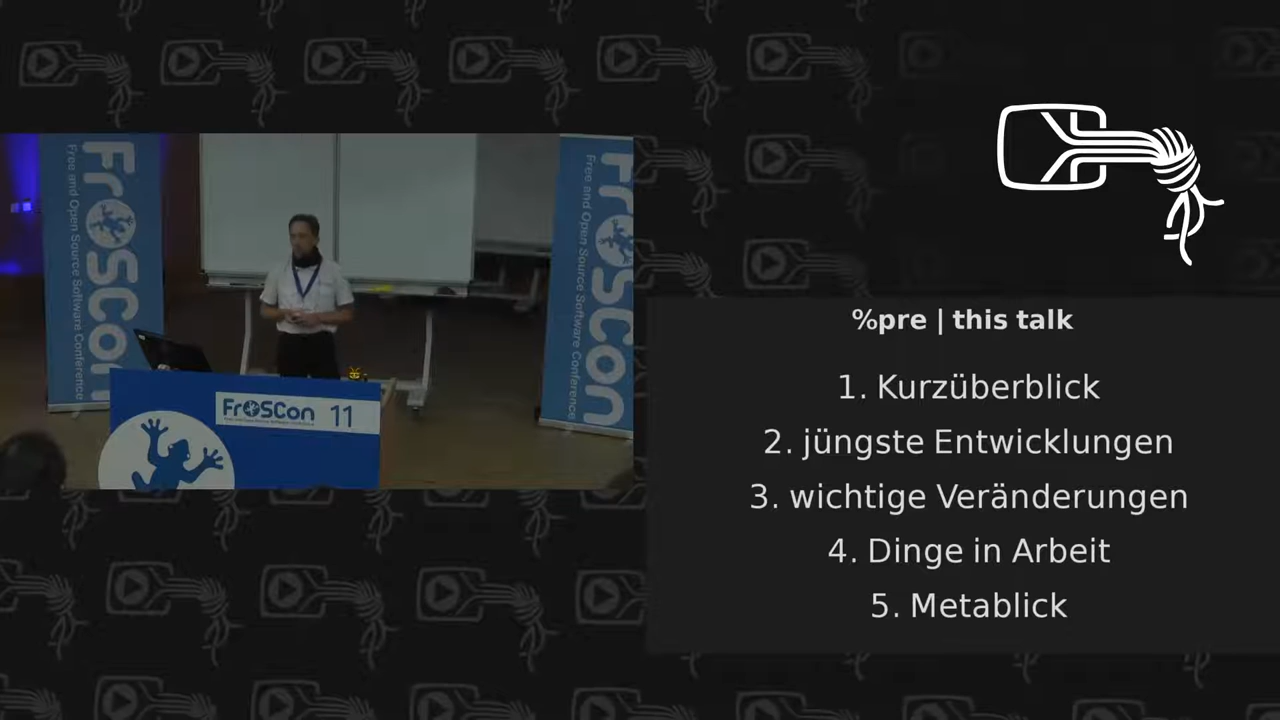 FrOSCon
Free and Open Source Software Conference
FrOSCon
Free and Open Source Software Conference
FrOSCon 11
%pre | this talk
1. Kurzüberblick
2. jüngste Entwicklungen
3. wichtige Veränderungen
4. Dinge in Arbeit
5. Metablick